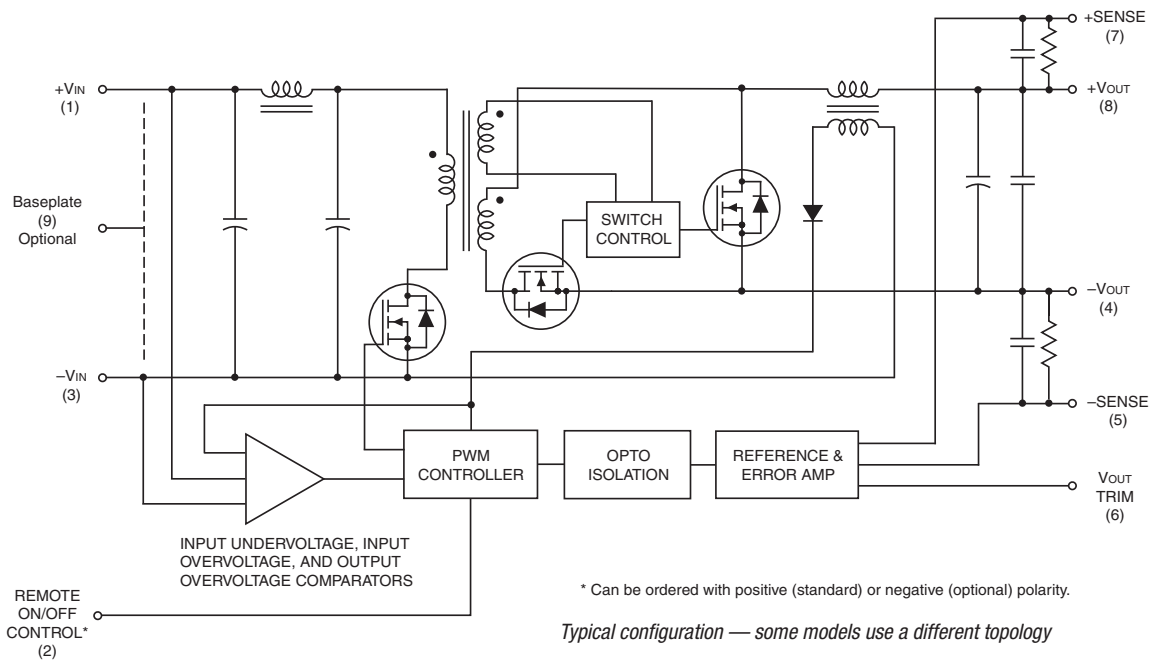 +SENSE
(7)
+VIN
(1)
+VOUT
(8)
Baseplate
(9)
Optional
SWITCH
CONTROL
−VOUT
(4)
−VIN
(3)
−SENSE
(5)
PWM
CONTROLLER
OPTO
ISOLATION
REFERENCE &
ERROR AMP
VOUT
TRIM
(6)
INPUT UNDERVOLTAGE, INPUT
OVERVOLTAGE, AND OUTPUT
OVERVOLTAGE COMPARATORS
REMOTE
ON/OFF
CONTROL*
(2)
* Can be ordered with positive (standard) or negative (optional) polarity.
Typical configuration — some models use a different topology